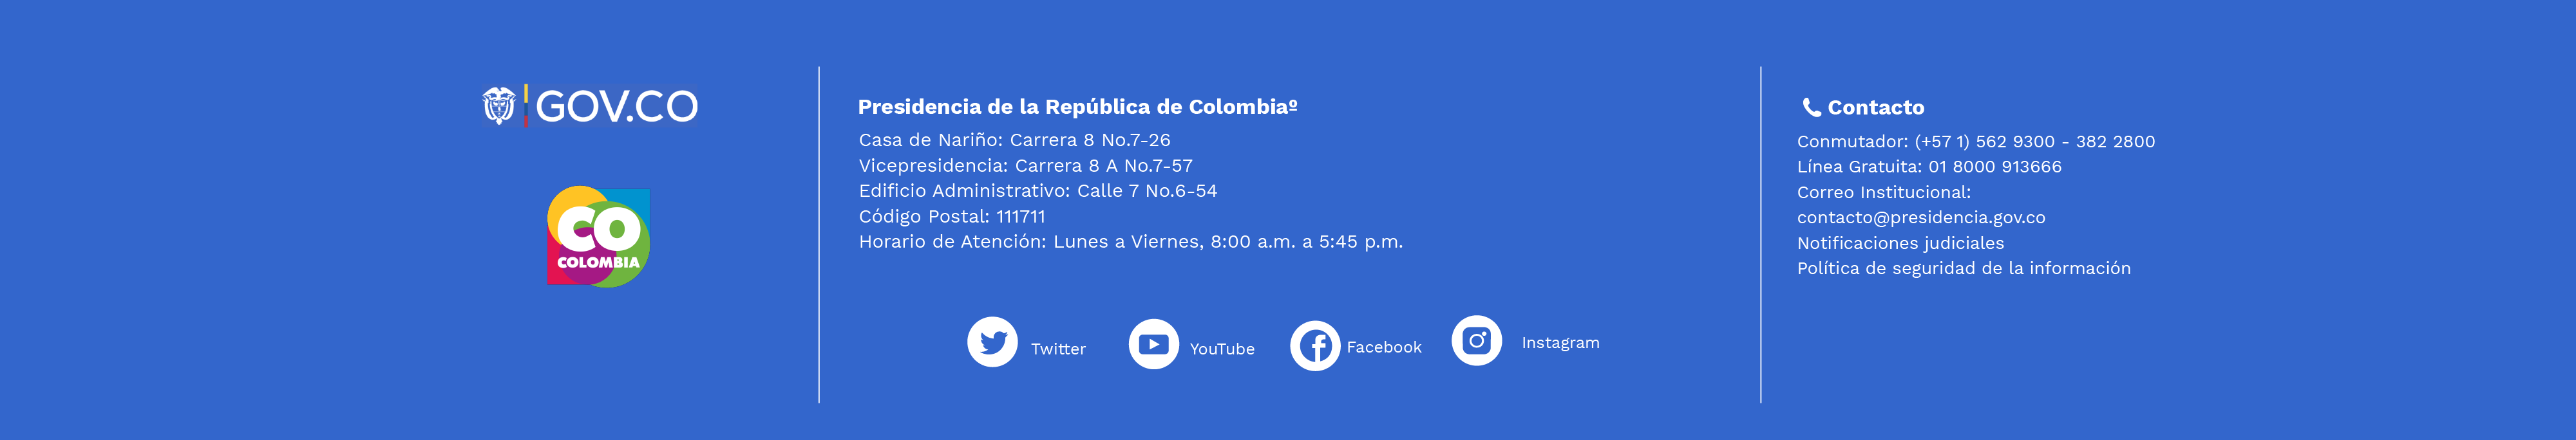 GOV.CO
CO
COLOMBIA
Presidencia de la República de Colombiaº
Casa de Nariño: Carrera 8 No.7-26
Vicepresidencia: Carrera 8 A No.7-57
Edificio Administrativo: Calle 7 No.6-54
Código Postal: 111711
Horario de Atención: Lunes a Viernes, 8:00 a.m. a 5:45 p.m.
Twitter
YouTube
Facebook
Instagram
Contacto
Conmutador: (+57 1) 562 9300 - 382 2800
Línea Gratuita: 01 8000 913666
Correo Institucional:
contacto@presidencia.gov.co
Notificaciones judiciales
Política de seguridad de la información